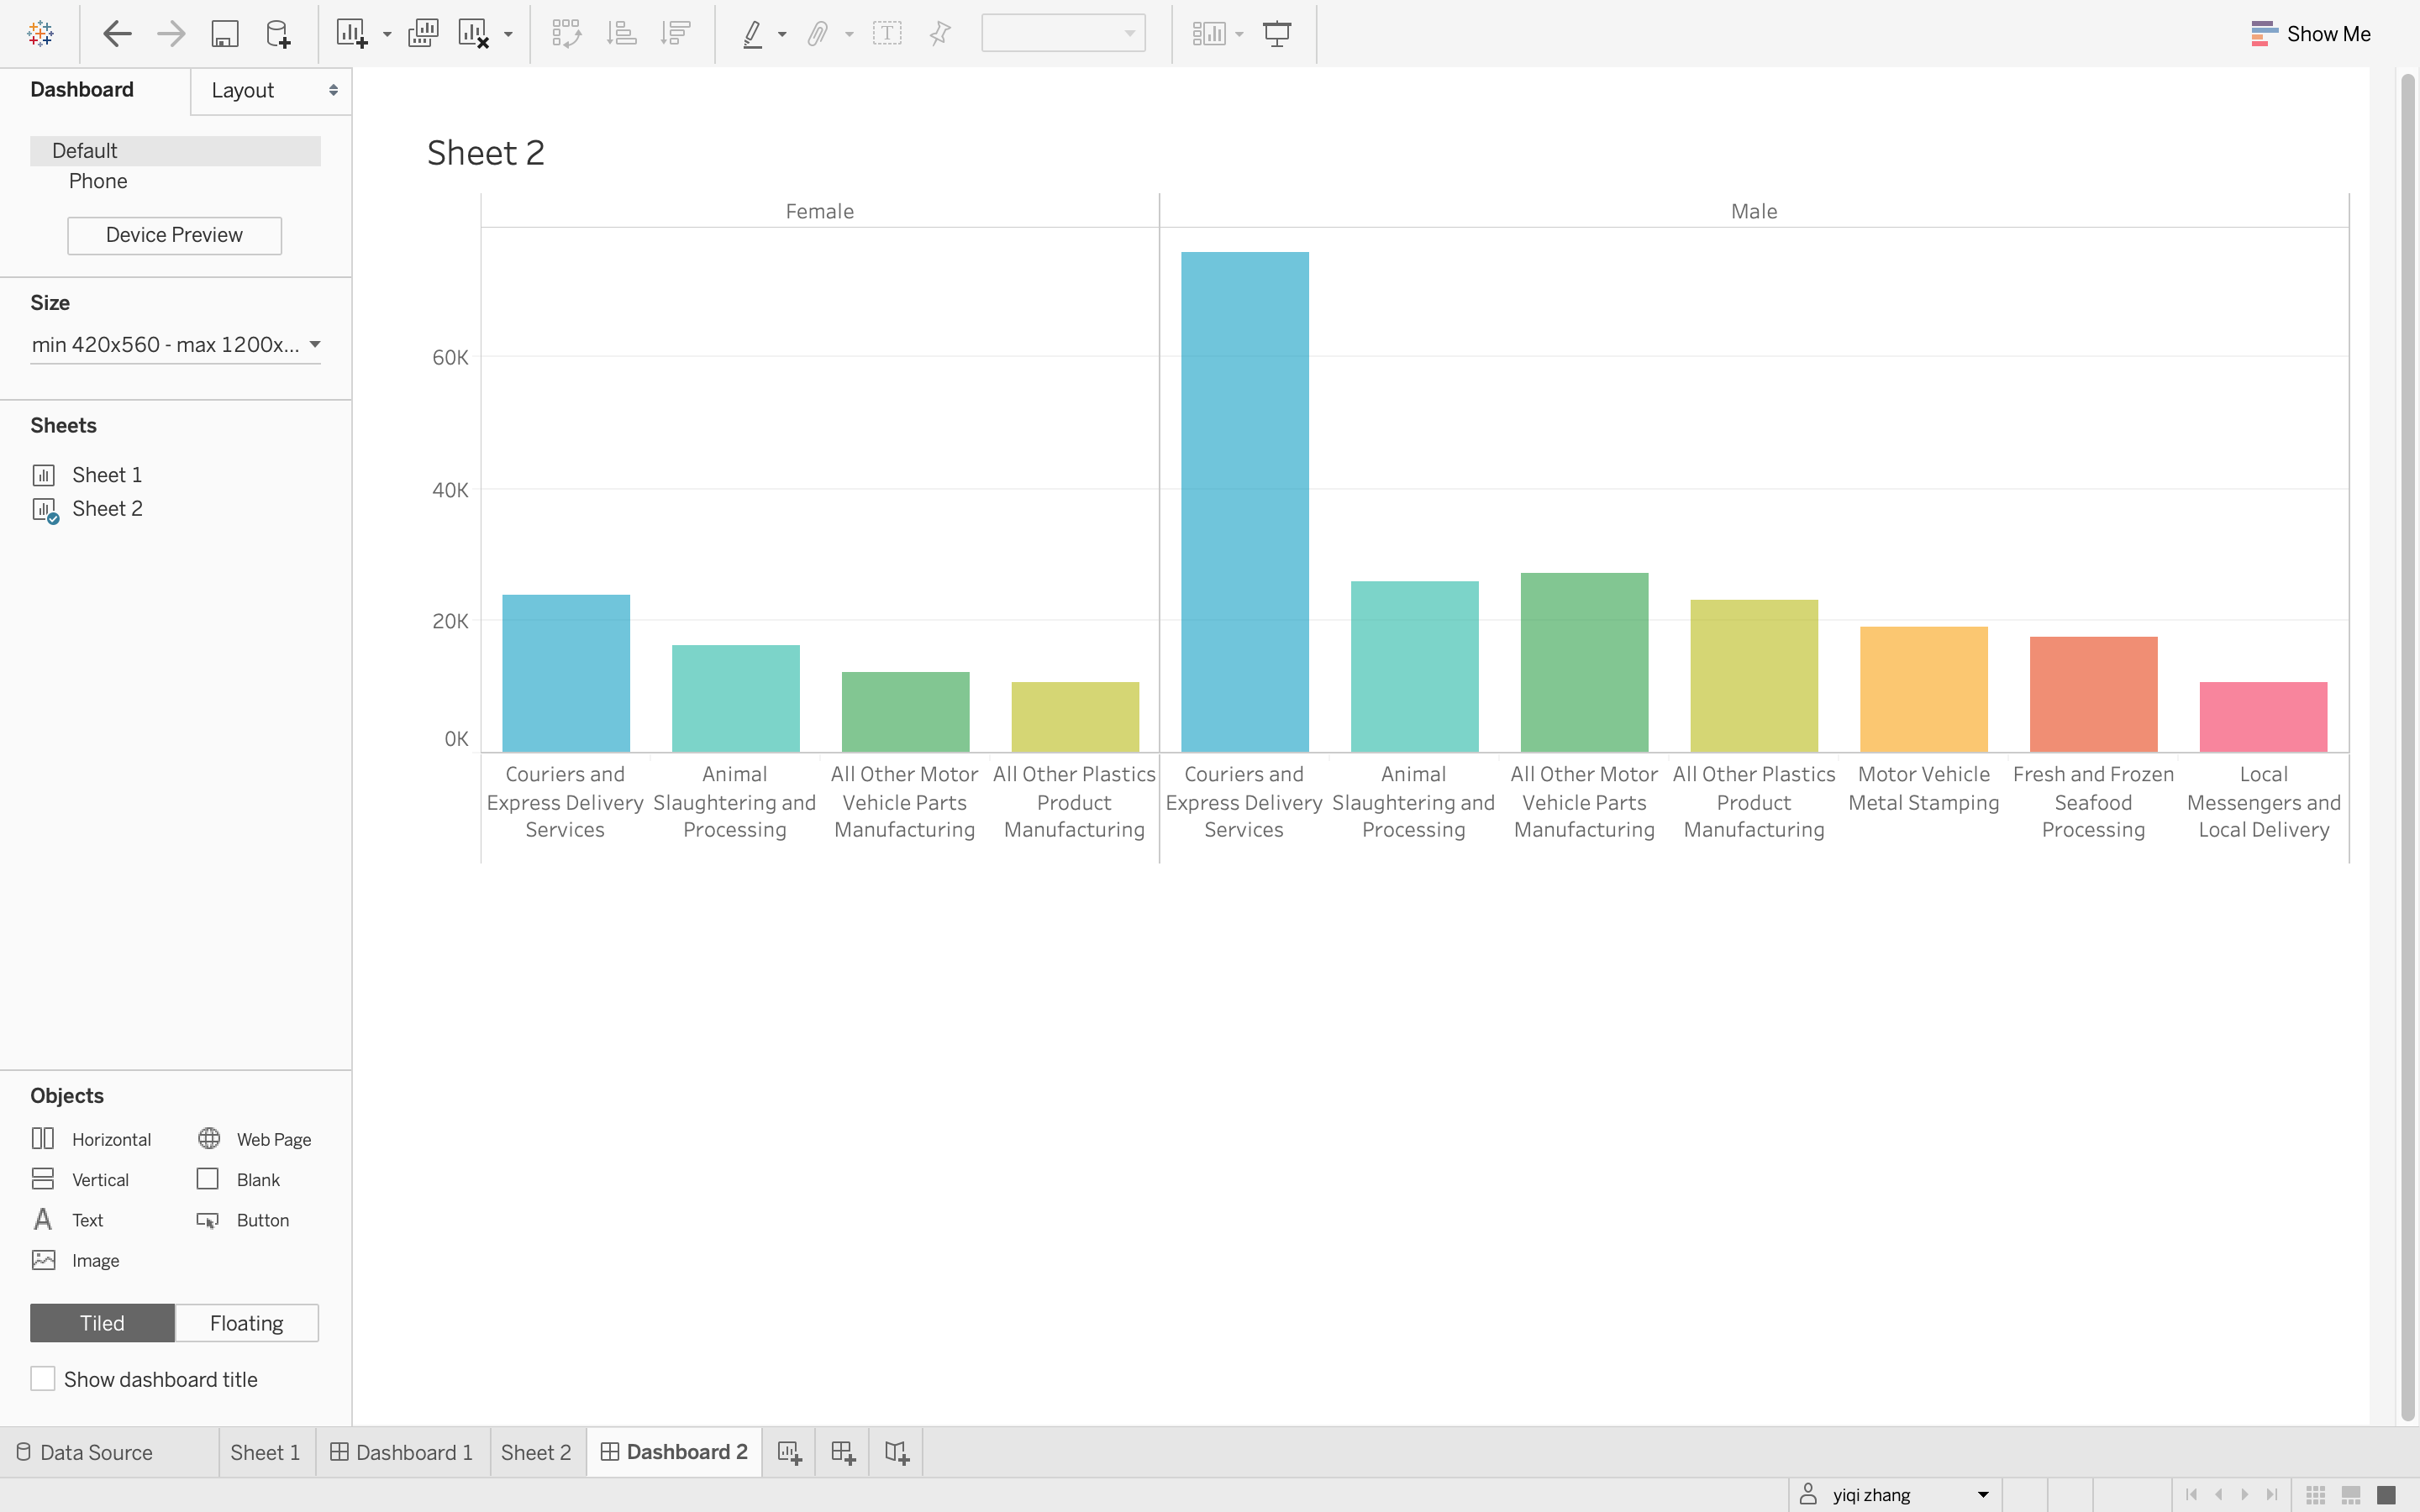 Show Me
Dashboard
Layout
Default
Phone
Device Preview
Size
min 420x560 - max 1200x...
Sheets
Sheet 1
Sheet 2
Objects
Horizontal
Web Page
Vertical
Blank
Text
Button
Image
Tiled
Floating
Show dashboard title
Sheet 2
Female
Male
60K
40K
20K
0K
Couriers and
Express Delivery
Services
Animal
Slaughtering and
Processing
All Other Motor
Vehicle Parts
Manufacturing
All Other Plastics
Product
Manufacturing
Couriers and
Express Delivery
Services
Animal
Slaughtering and
Processing
All Other Motor
Vehicle Parts
Manufacturing
All Other Plastics
Product
Manufacturing
Motor Vehicle
Metal Stamping
Fresh and Frozen
Seafood
Processing
Local
Messengers and
Local Delivery
Data Source
Sheet 1
Dashboard 1
Sheet 2
Dashboard 2
yiqi zhang